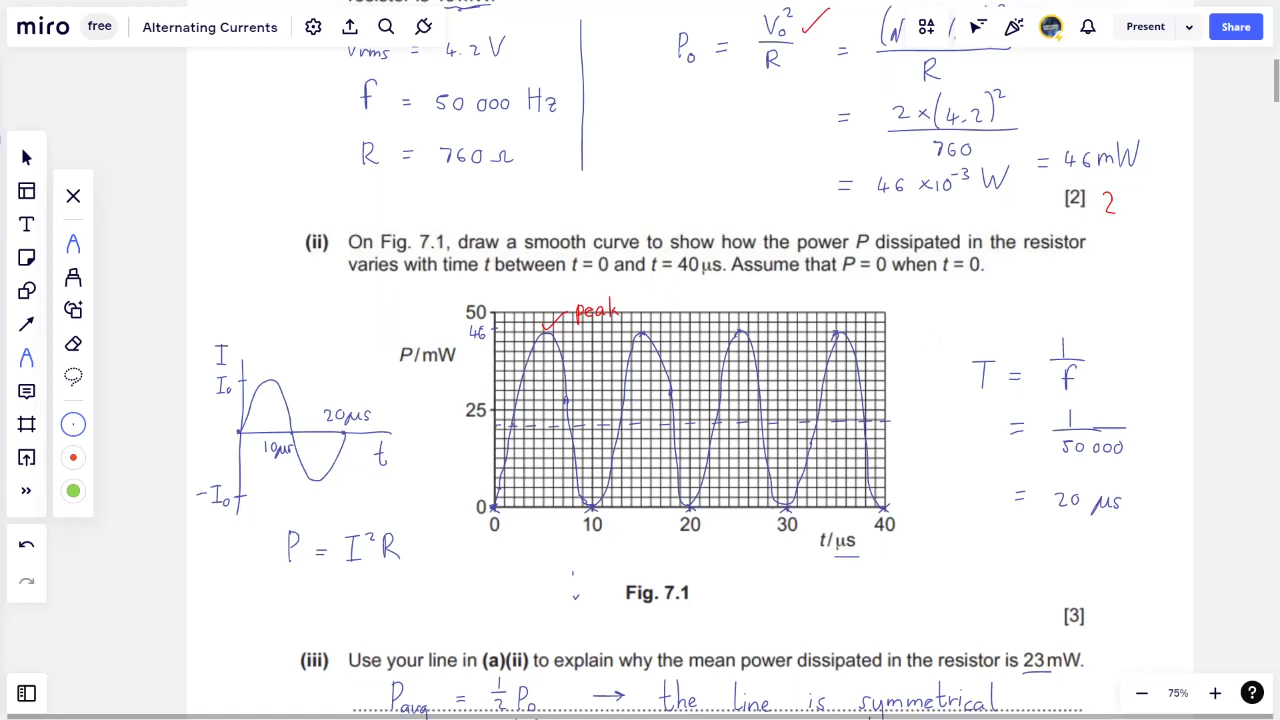 miro free Alternating Currents Present Share
Vrms = 4.2 V
f = 50 000 Hz
R = 760 Ω
P₀ = V₀² / R = / R
= 2 × (4.2)² / 760
= 46 × 10⁻³ W = 46 mW
[2] 2
(ii) On Fig. 7.1, draw a smooth curve to show how the power P dissipated in the resistor
varies with time t between t = 0 and t = 40 μs. Assume that P = 0 when t = 0.
peak
50
46
P/mW
25
0
0 10 20 30 40
t/μs
Fig. 7.1
I
I₀
20μs
10μs
t
-I₀
P = I²R
T = 1 / f
= 1 / 50 000
= 20 μs
[3]
(iii) Use your line in (a)(ii) to explain why the mean power dissipated in the resistor is 23 mW.
Pavg = ½ P₀ → the line is symmetrical
75%